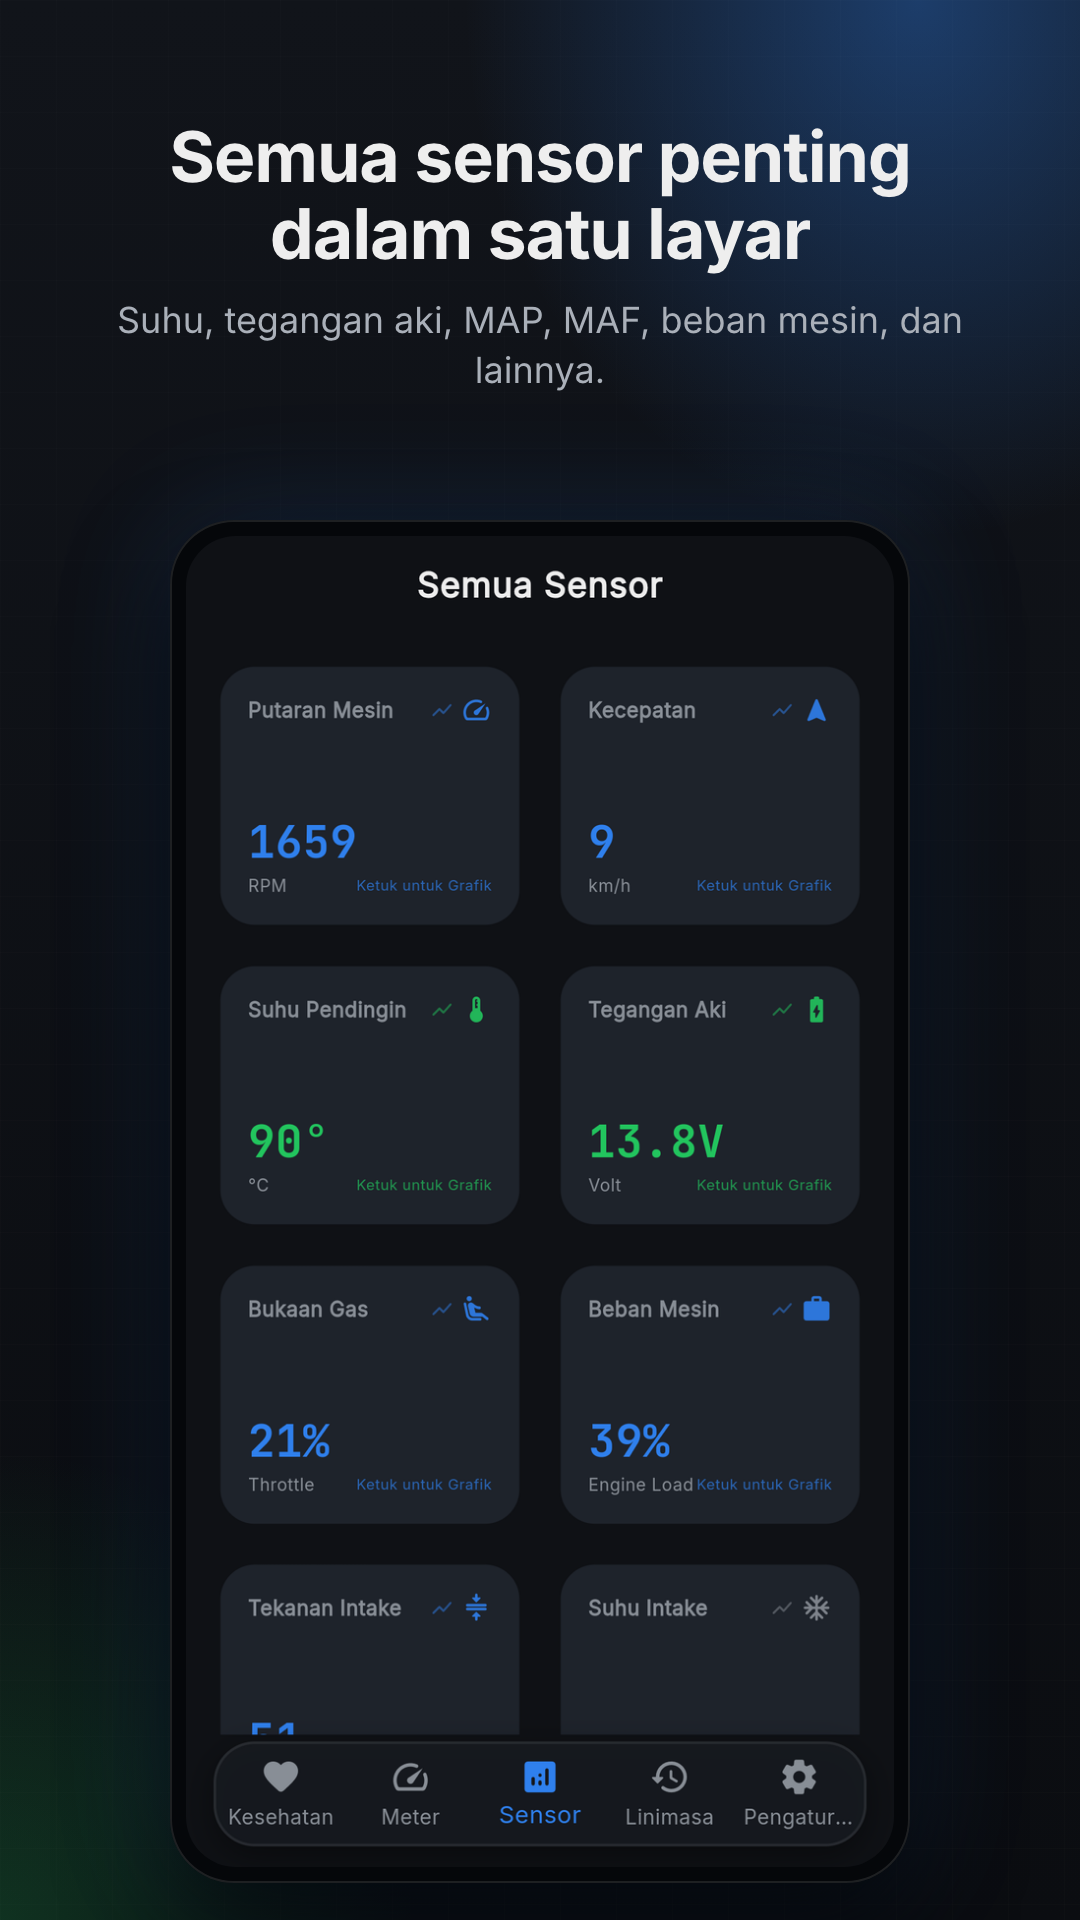 Semua sensor penting
dalam satu layar
Suhu, tegangan aki, MAP, MAF, beban mesin, dan
lainnya.
Semua Sensor
Putaran Mesin
1659
RPM Ketuk untuk Grafik
Kecepatan
9
km/h Ketuk untuk Grafik
Suhu Pendingin
90°
°C Ketuk untuk Grafik
Tegangan Aki
13.8V
Volt Ketuk untuk Grafik
Bukaan Gas
21%
Throttle Ketuk untuk Grafik
Beban Mesin
39%
Engine Load Ketuk untuk Grafik
Tekanan Intake
51
Suhu Intake
Kesehatan Meter Sensor Linimasa Pengatur...